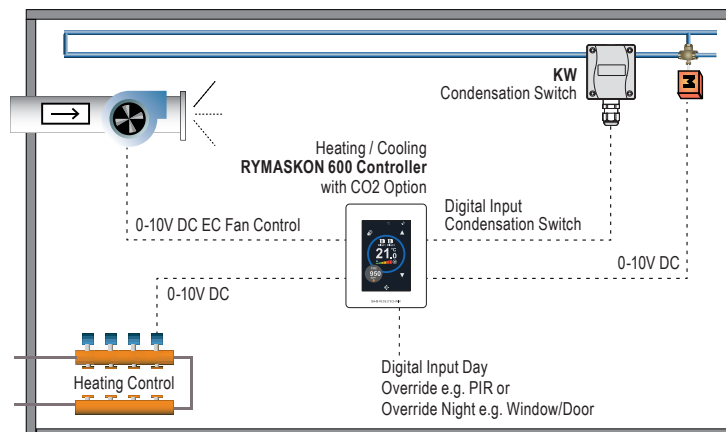 KW
Condensation Switch
M
Heating / Cooling
RYMASKON 600 Controller
with CO2 Option
Digital Input
Condensation Switch
0-10V DC EC Fan Control
21.0
950
0-10V DC
0-10V DC
Heating Control
Digital Input Day
Override e.g. PIR or
Override Night e.g. Window/Door